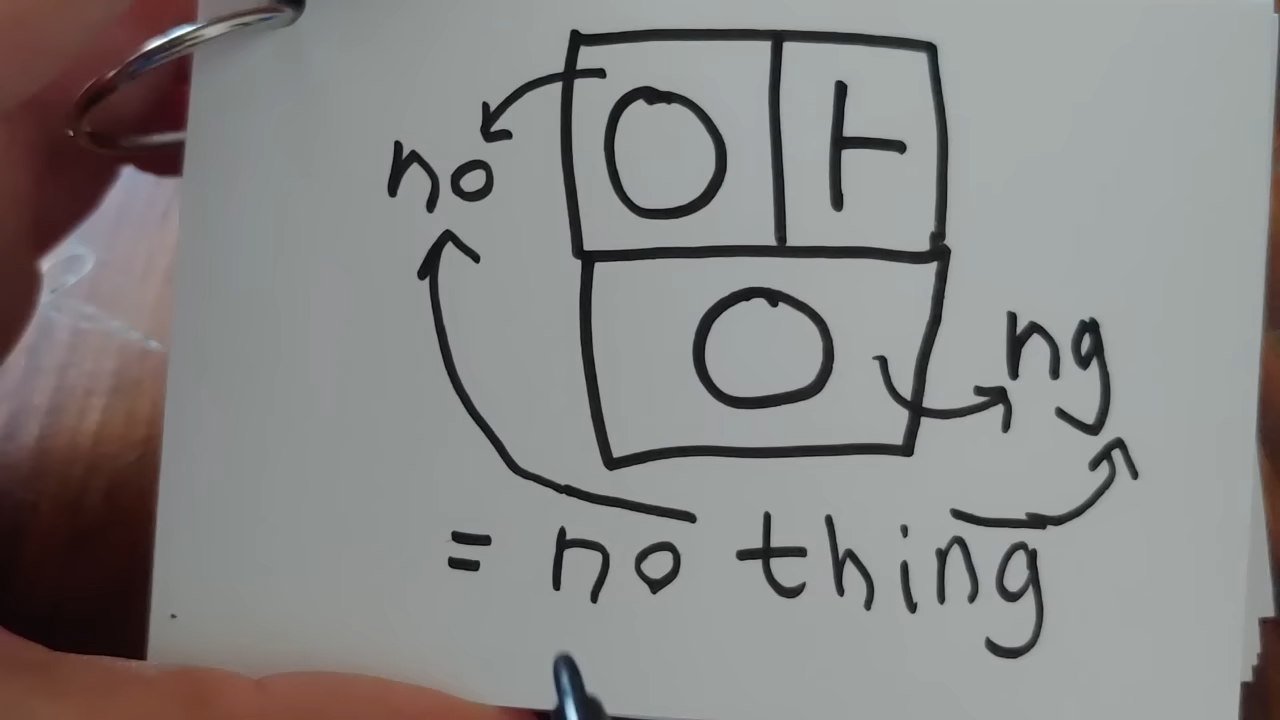 no
ㅇㅏ
ㅇ
ng
= no thing